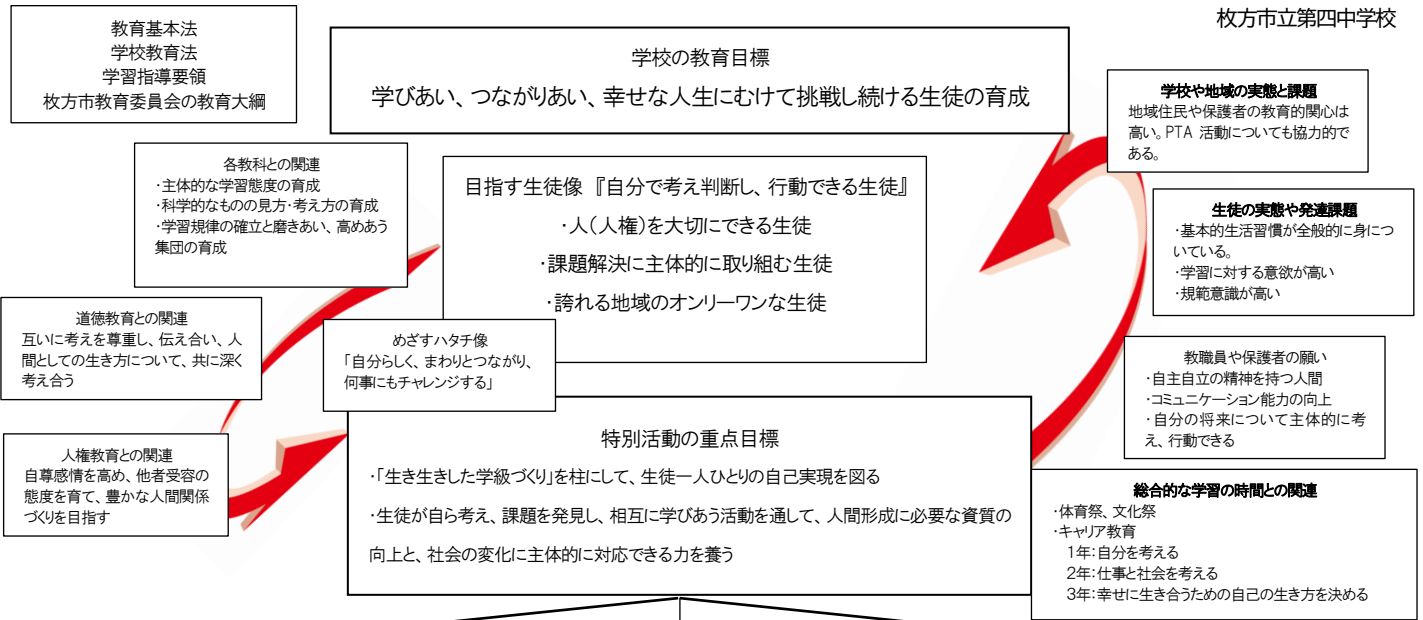 枚方市立第四中学校
教育基本法
学校教育法
学習指導要領
枚方市教育委員会の教育大綱
学校の教育目標
学びあい、つながりあい、幸せな人生にむけて挑戦し続ける生徒の育成
学校や地域の実態と課題
地域住民や保護者の教育的関心は
高い。PTA 活動についても協力的で
ある。
各教科との関連
・主体的な学習態度の育成
・科学的なものの見方・考え方の育成
・学習規律の確立と磨きあい、高めあう
集団の育成
目指す生徒像 『自分で考え判断し、行動できる生徒』
・人(人権)を大切にできる生徒
・課題解決に主体的に取り組む生徒
・誇れる地域のオンリーワンな生徒
生徒の実態や発達課題
・基本的生活習慣が全般的に身につ
いている。
・学習に対する意欲が高い
・規範意識が高い
道徳教育との関連
互いに考えを尊重し、伝え合い、人
間としての生き方について、共に深く
考え合う
めざすハタチ像
「自分らしく、まわりとつながり、
何事にもチャレンジする」
教職員や保護者の願い
・自主自立の精神を持つ人間
・コミュニケーション能力の向上
・自分の将来について主体的に考
え、行動できる
人権教育との関連
自尊感情を高め、他者受容の
態度を育て、豊かな人間関係
づくりを目指す
特別活動の重点目標
・「生き生きした学級づくり」を柱にして、生徒一人ひとりの自己実現を図る
・生徒が自ら考え、課題を発見し、相互に学びあう活動を通して、人間形成に必要な資質の
向上と、社会の変化に主体的に対応できる力を養う
総合的な学習の時間との関連
・体育祭、文化祭
・キャリア教育
1年:自分を考える
2年:仕事と社会を考える
3年:幸せに生き合うための自己の生き方を決める